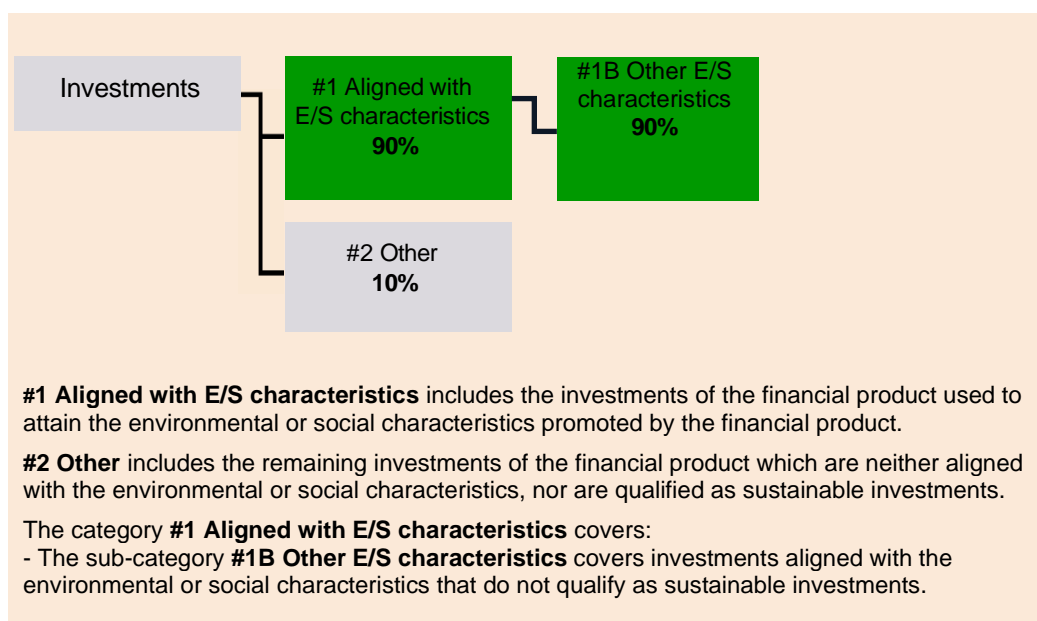 Investments
#1 Aligned with
E/S characteristics
90%
#1B Other E/S
characteristics
90%
#2 Other
10%
#1 Aligned with E/S characteristics includes the investments of the financial product used to
attain the environmental or social characteristics promoted by the financial product.
#2 Other includes the remaining investments of the financial product which are neither aligned
with the environmental or social characteristics, nor are qualified as sustainable investments.
The category #1 Aligned with E/S characteristics covers:
- The sub-category #1B Other E/S characteristics covers investments aligned with the
environmental or social characteristics that do not qualify as sustainable investments.